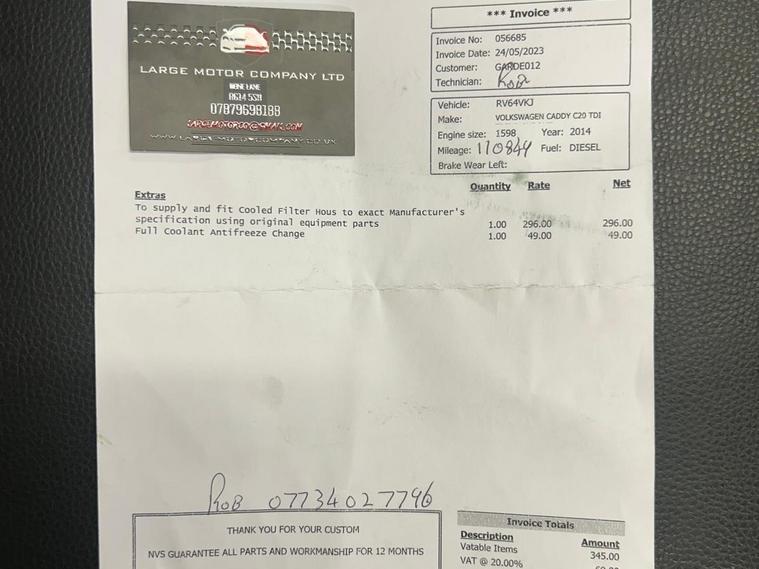 LARGE MOTOR COMPANY LTD
RG14 5SH
07879698188
*** Invoice ***
Invoice No: 056685
Invoice Date: 24/05/2023
Customer: GARDE012
Technician: Rob
Vehicle: RV64VKJ
Make: VOLKSWAGEN CADDY C20 TDI
Engine size: 1598 Year: 2014
Mileage: 110844 Fuel: DIESEL
Brake Wear Left:
Extras Quantity Rate Net
To supply and fit Cooled Filter Hous to exact Manufacturer's
specification using original equipment parts 1.00 296.00 296.00
Full Coolant Antifreeze Change 1.00 49.00 49.00
ROB 07734027796
THANK YOU FOR YOUR CUSTOM
NVS GUARANTEE ALL PARTS AND WORKMANSHIP FOR 12 MONTHS
Invoice Totals
Description Amount
Vatable Items 345.00
VAT @ 20.00%